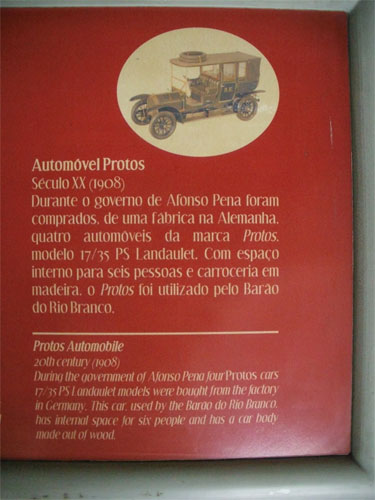 Automóvel Protos
Século XX (1908)
Durante o governo de Afonso Pena foram
comprados, de uma fábrica na Alemanha,
quatro automóveis da marca Protos,
modelo 17/35 PS Landaulet. Com espaço
interno para seis pessoas e carroceria em
madeira, o Protos foi utilizado pelo Barão
do Rio Branco.
Protos Automobile
20th century (1908)
During the government of Afonso Pena four Protos cars
17/35 PS Landaulet models were bought from the factory
in Germany. This car, used by the Barão do Rio Branco,
has internal space for six people and has a car body
made out of wood.